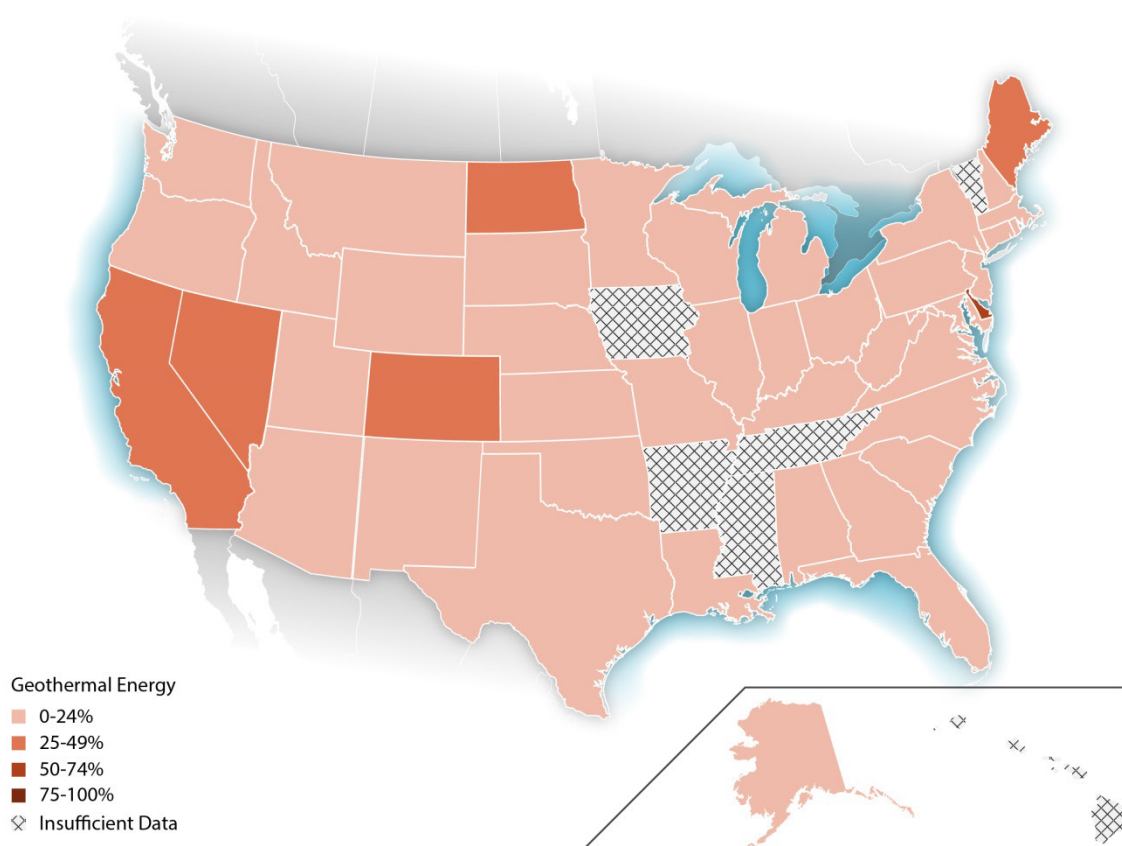 Geothermal Energy
0-24%
25-49%
50-74%
75-100%
Insufficient Data